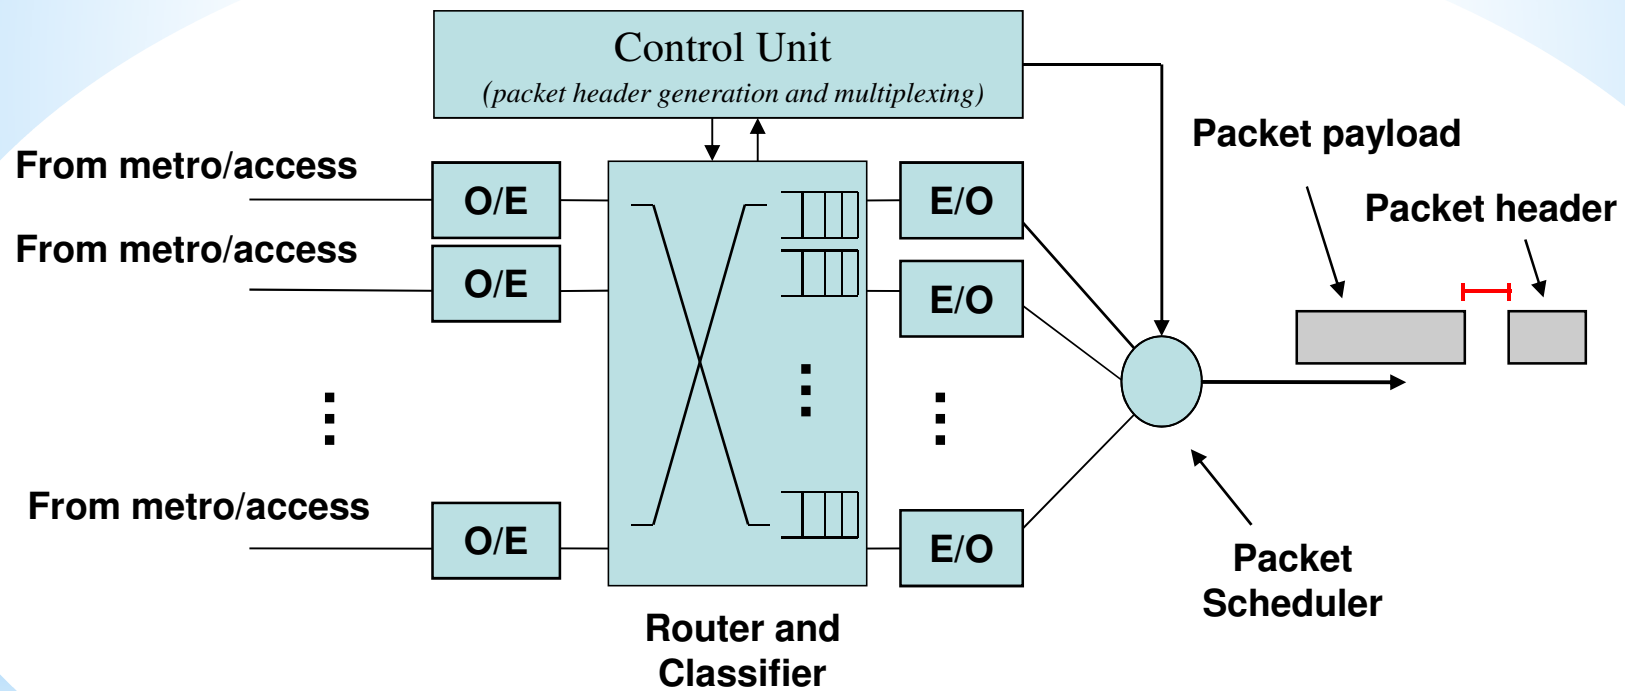 Control Unit
(packet header generation and multiplexing)
Packet payload
Packet header
From metro/access
O/E
E/O
From metro/access
O/E
E/O
From metro/access
O/E
E/O
Packet
Scheduler
Router and
Classifier